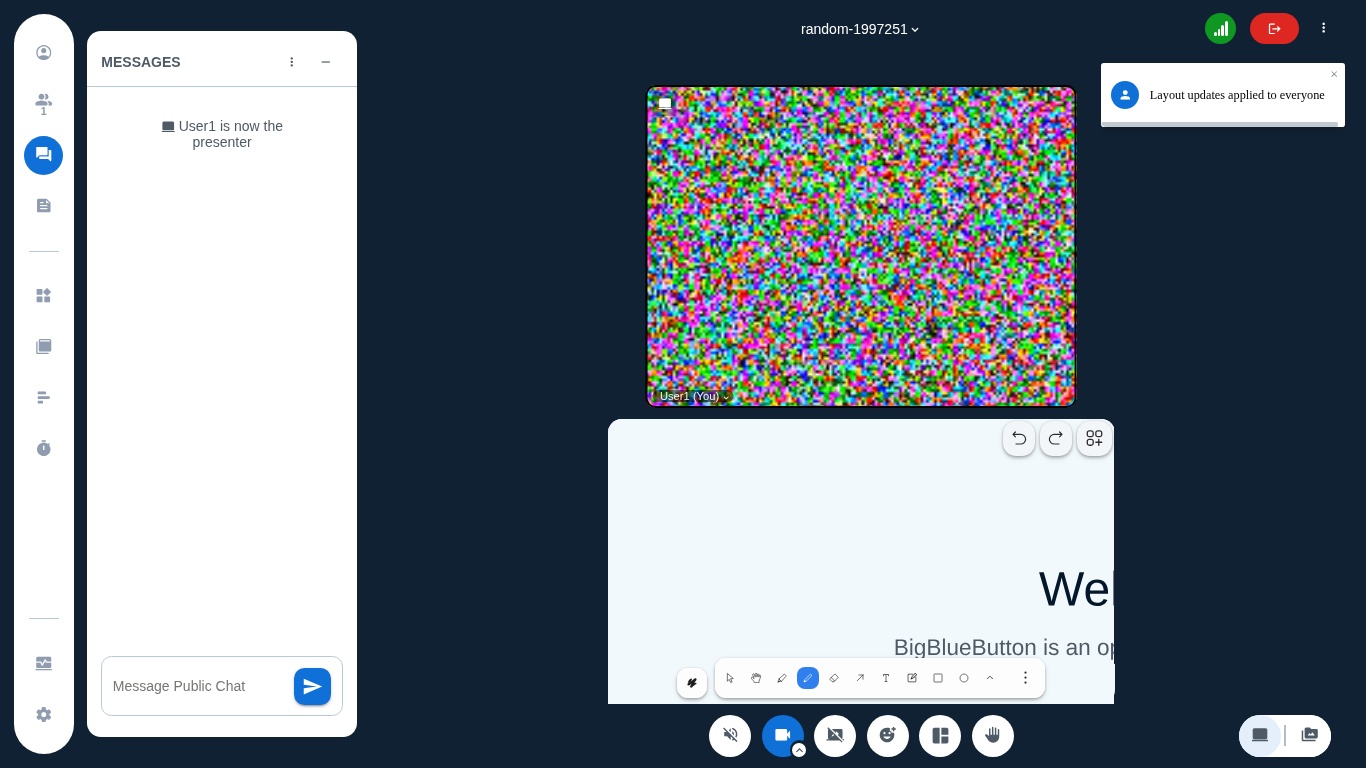 random-1997251
MESSAGES
1
User1 is now the
presenter
Layout updates applied to everyone
User1 (You)
We
BigBlueButton is an op
T
Message Public Chat